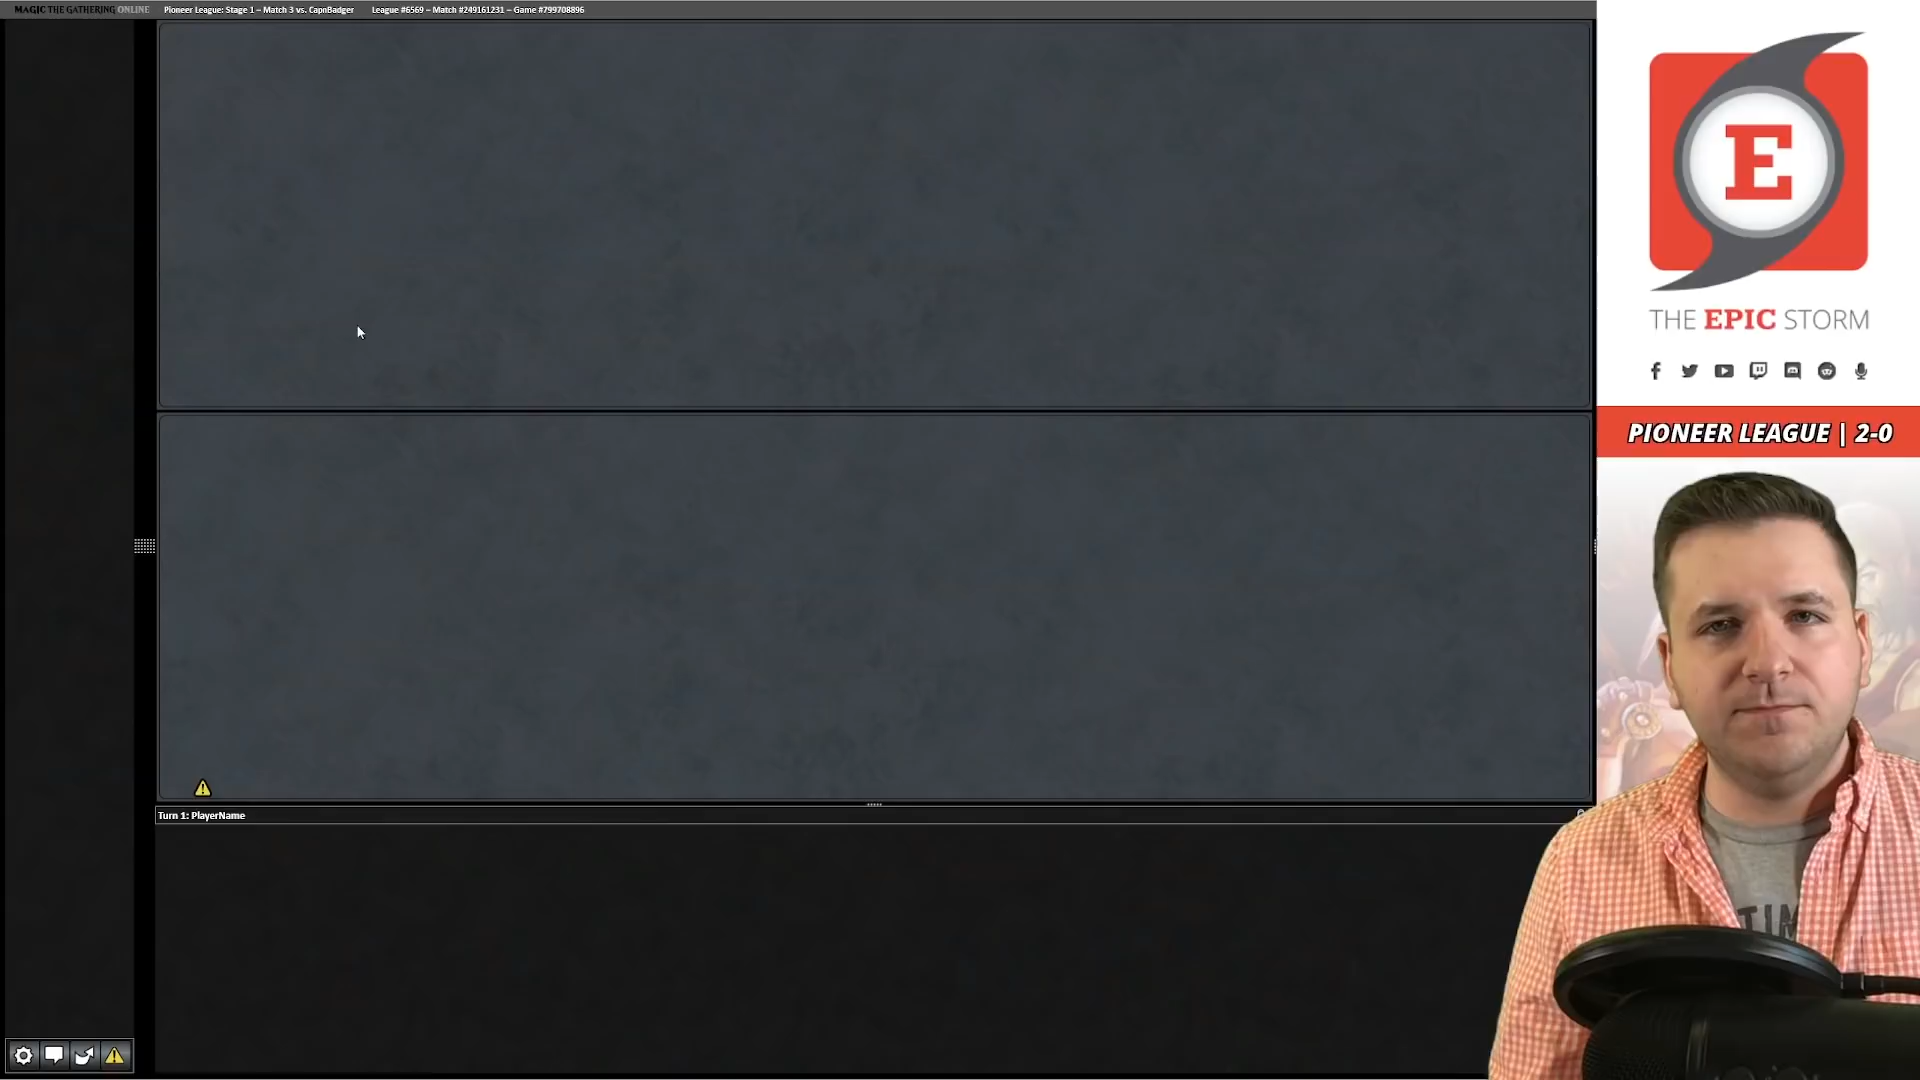 MAGIC THE GATHERING ONLINE
Pioneer League: Stage 1 – Match 3 vs. CapnBadger League #6569 – Match #249161231 – Game #799708896
E
THE EPIC STORM
PIONEER LEAGUE | 2-0
Turn 1: PlayerName
TIM